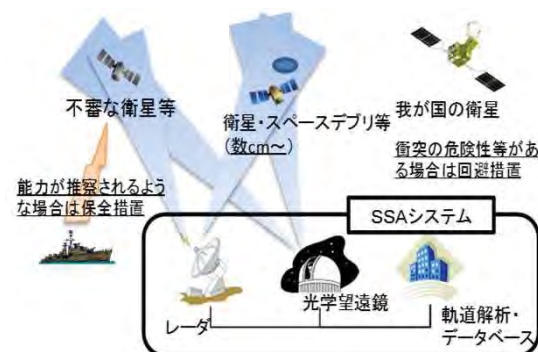 不審な衛星等
衛星・スペースデブリ等
(数cm～)
我が国の衛星
衝突の危険性等があ
る場合は回避措置
能力が推察されるよう
な場合は保全措置
SSAシステム
レーダ
光学望遠鏡
軌道解析・
データベース